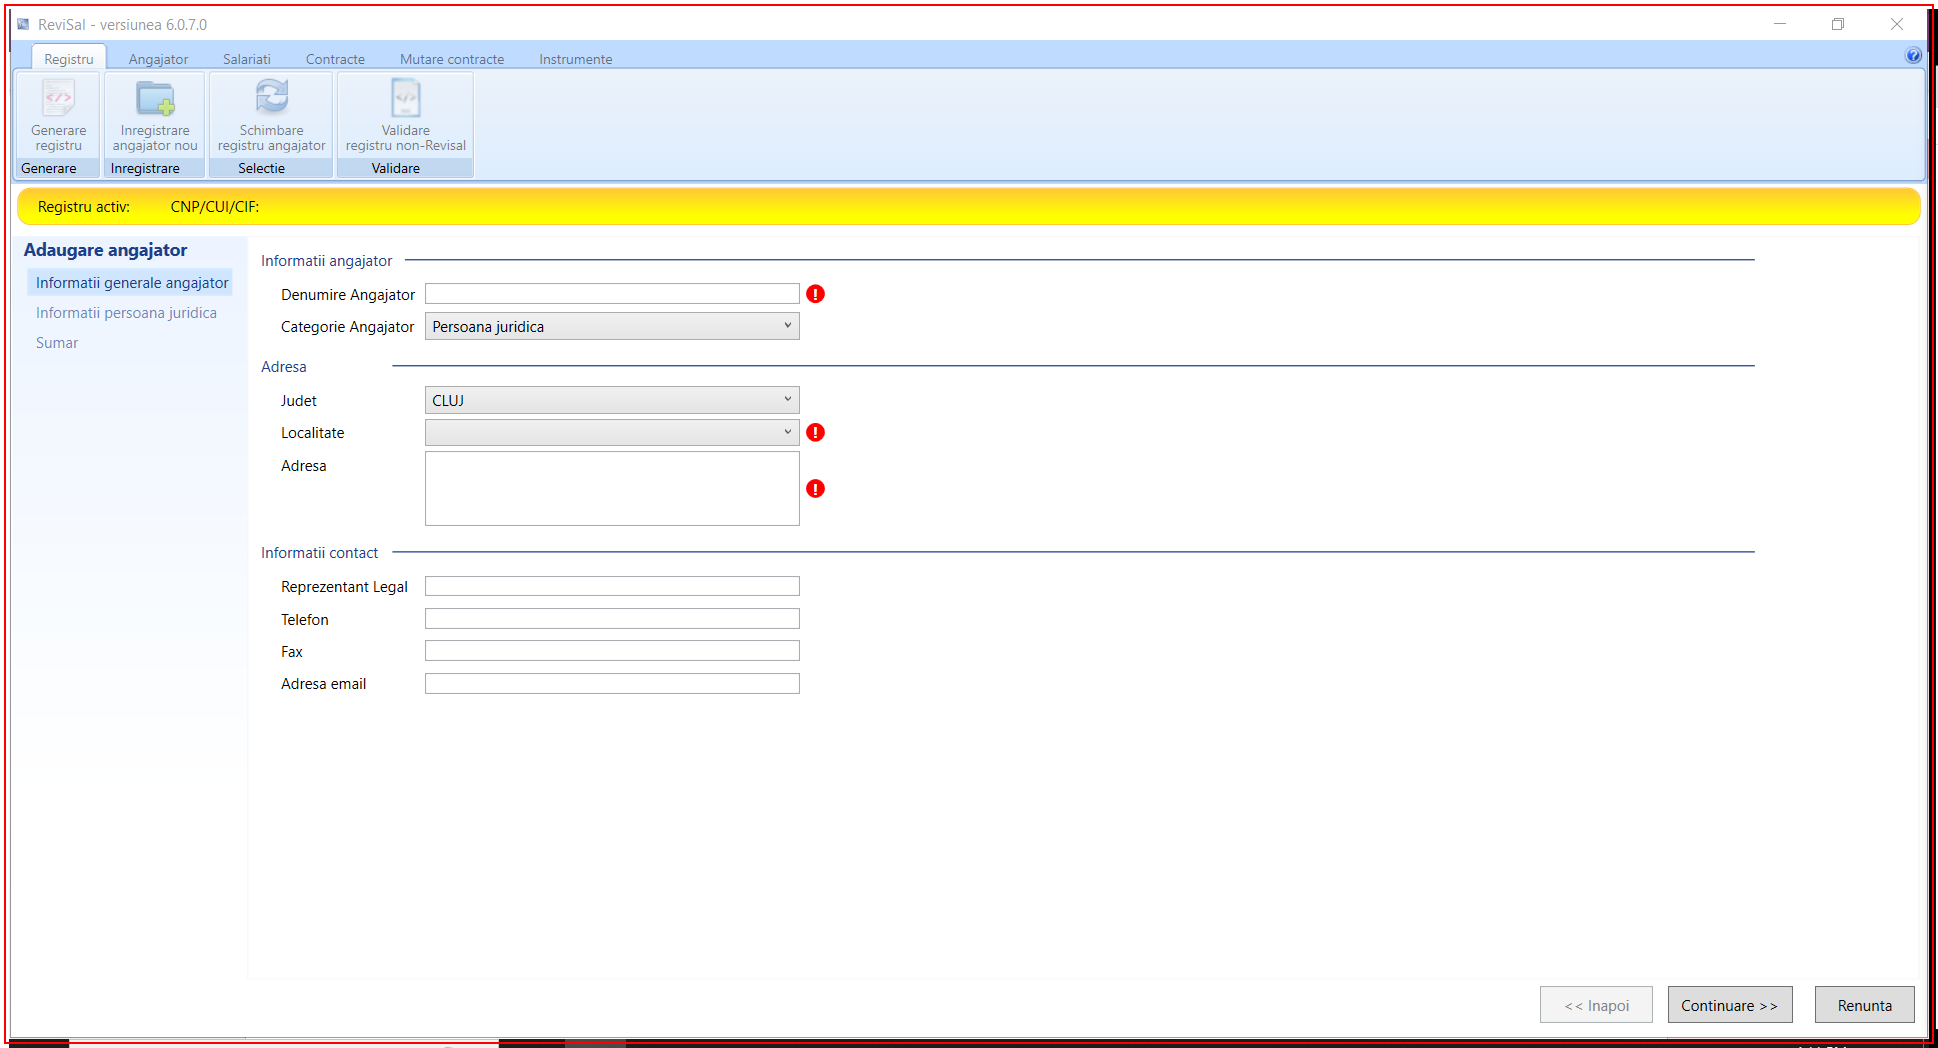 ReviSal - versiunea 6.0.7.0
Registru Angajator Salariati Contracte Mutare contracte Instrumente
Generare registru
Inregistrare angajator nou
Schimbare registru angajator
Validare registru non-Revisal
Generare Inregistrare Selectie Validare
Registru activ: CNP/CUI/CIF:
Adaugare angajator
Informatii generale angajator
Informatii persoana juridica
Sumar
Informatii angajator
Denumire Angajator
Categorie Angajator Persoana juridica
Adresa
Judet CLUJ
Localitate
Adresa
Informatii contact
Reprezentant Legal
Telefon
Fax
Adresa email
<< Inapoi Continuare >> Renunta